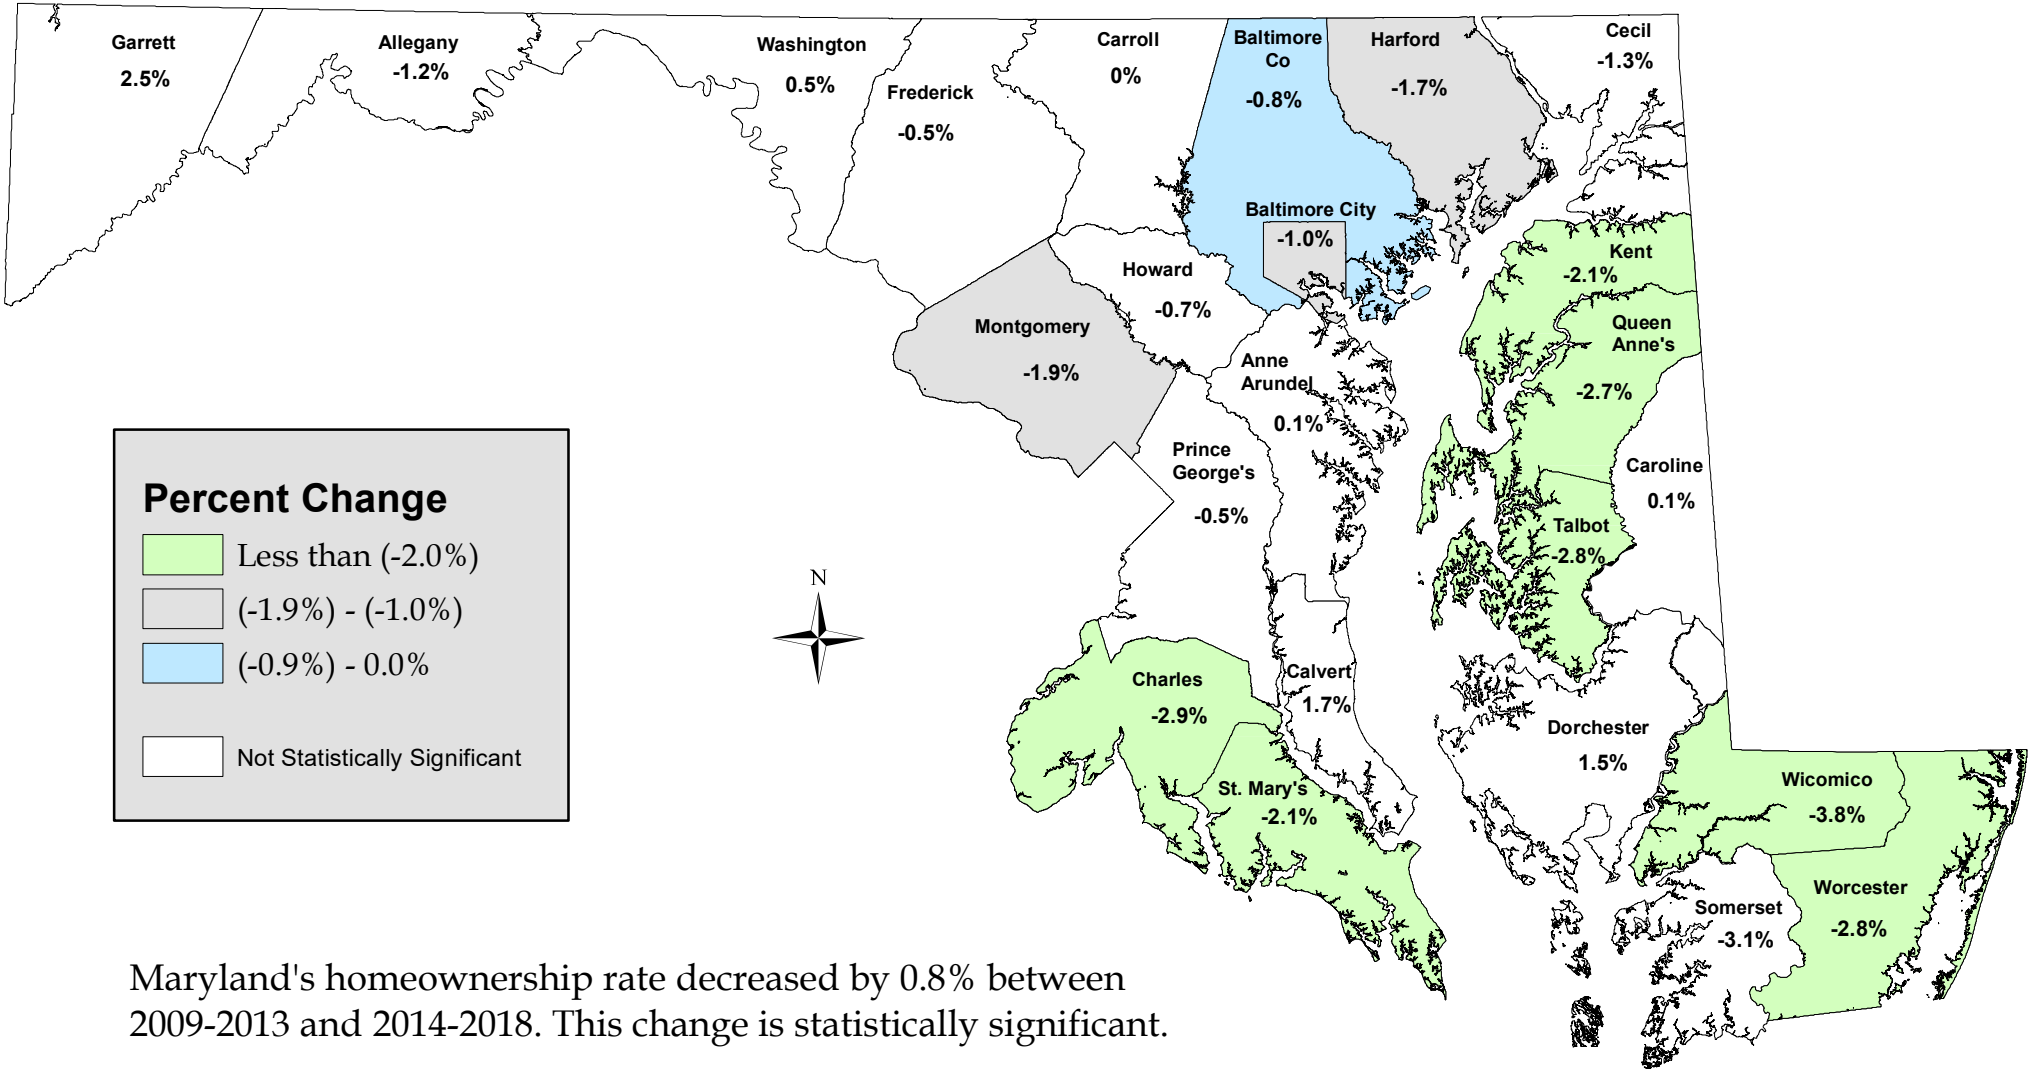 Garrett
2.5%
Allegany
-1.2%
Washington
0.5%
Frederick
-0.5%
Carroll
0%
Baltimore
Co
-0.8%
Harford
-1.7%
Cecil
-1.3%
Baltimore City
-1.0%
Howard
-0.7%
Montgomery
-1.9%
Anne
Arundel
0.1%
Prince
George's
-0.5%
Kent
-2.1%
Queen
Anne's
-2.7%
Caroline
0.1%
Talbot
-2.8%
Charles
-2.9%
Calvert
1.7%
St. Mary's
-2.1%
Dorchester
1.5%
Wicomico
-3.8%
Somerset
-3.1%
Worcester
-2.8%
N
Percent Change
Less than (-2.0%)
(-1.9%) - (-1.0%)
(-0.9%) - 0.0%
Not Statistically Significant
Maryland's homeownership rate decreased by 0.8% between
2009-2013 and 2014-2018. This change is statistically significant.